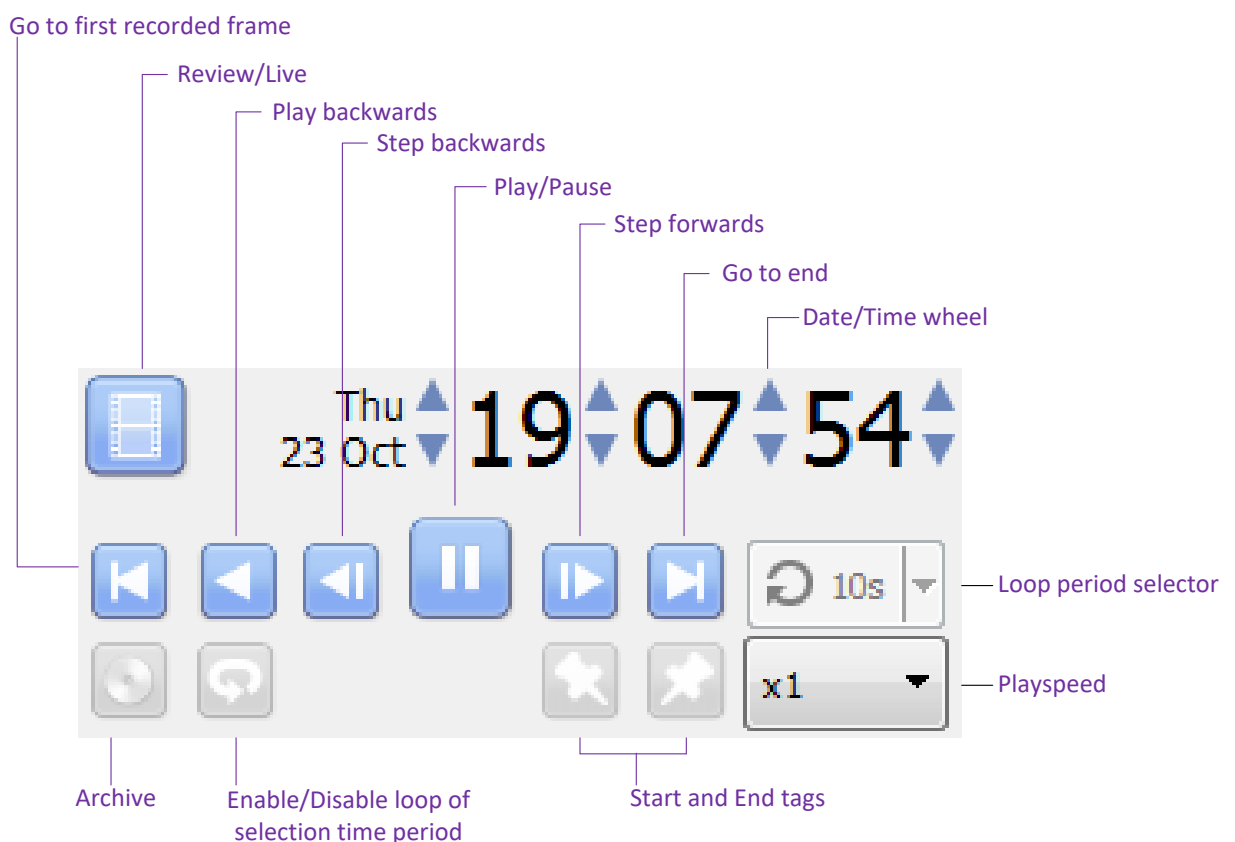 Go to first recorded frame
Review/Live
Play backwards
Step backwards
Play/Pause
Step forwards
Go to end
Date/Time wheel
Thu
23 Oct
19 07 54
10s
Loop period selector
x1
Playspeed
Archive
Enable/Disable loop of
selection time period
Start and End tags